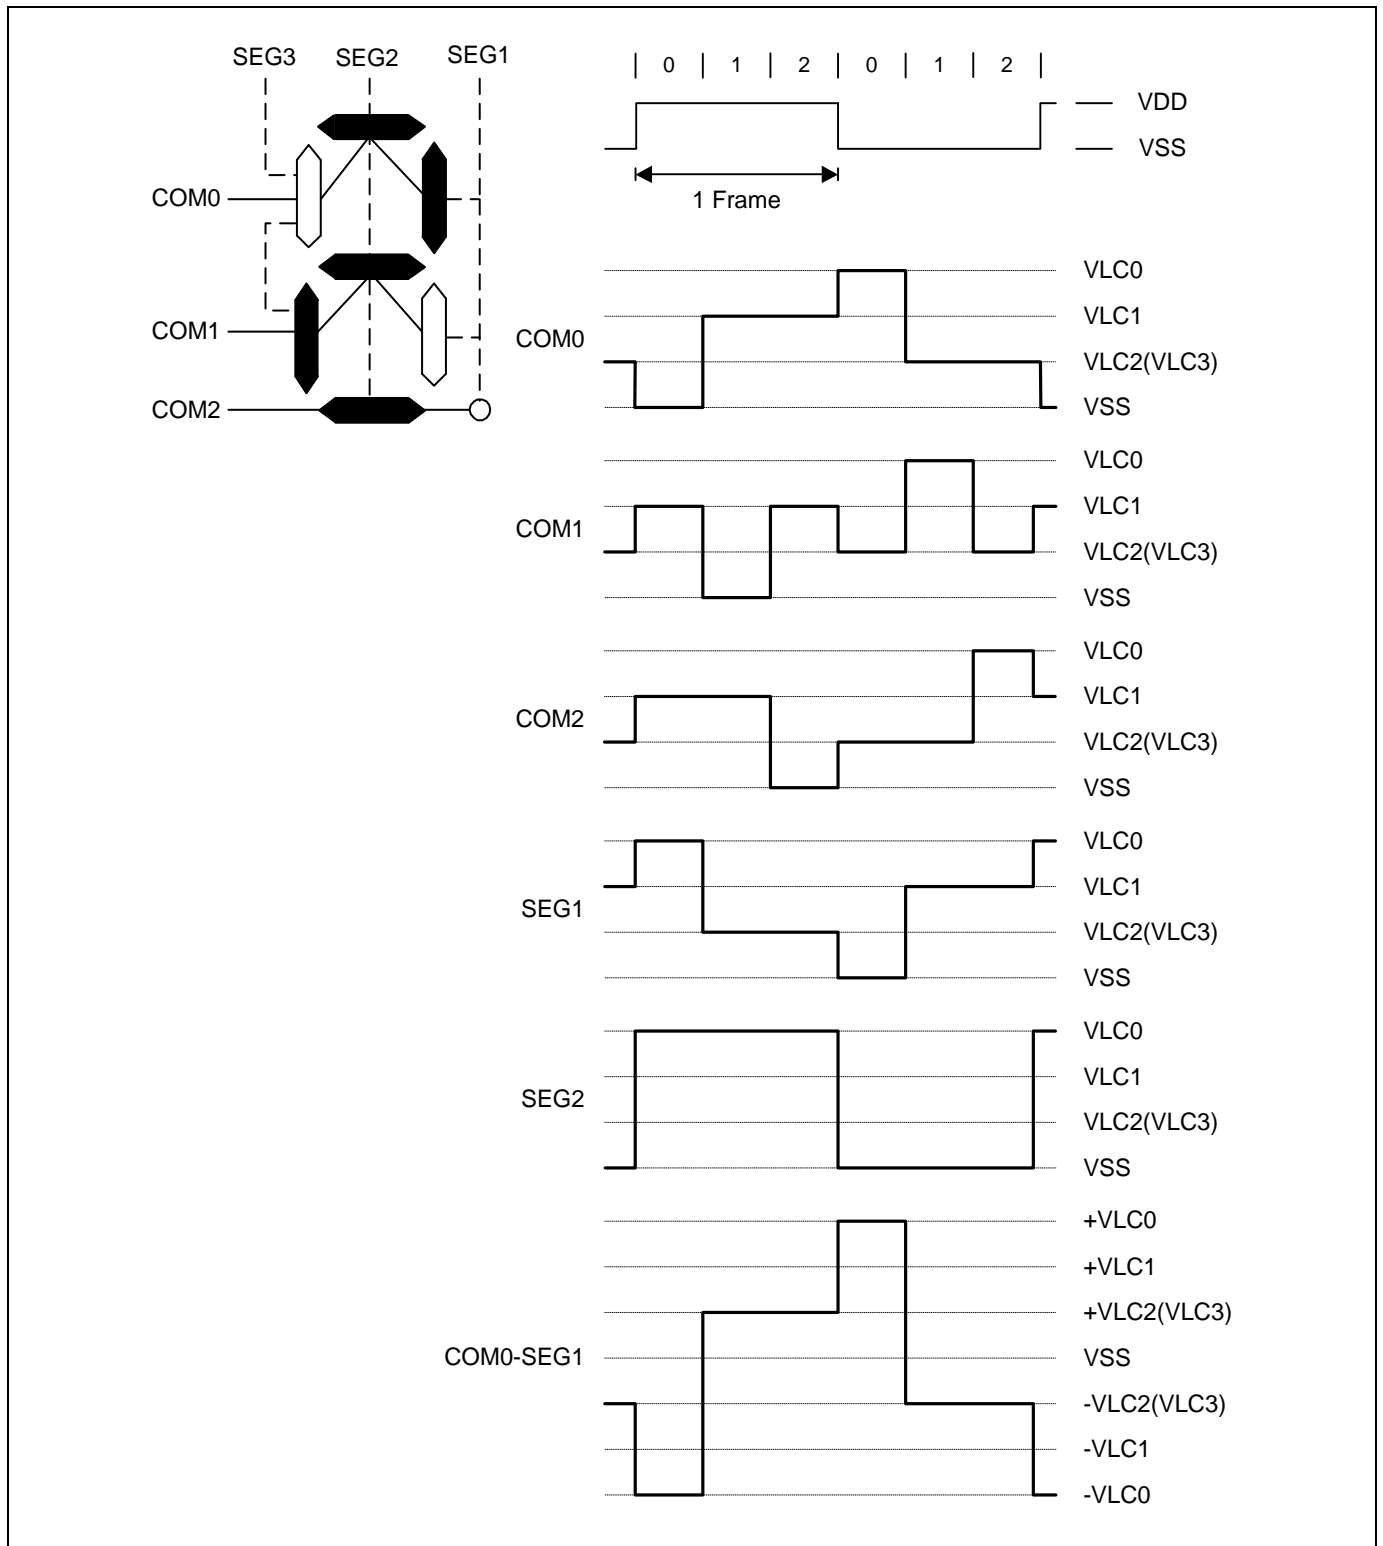 SEG3 SEG2 SEG1
0 1 2 0 1 2
VDD
VSS
1 Frame
COM0
COM1
COM2
COM0
VLC0
VLC1
VLC2(VLC3)
VSS
COM1
VLC0
VLC1
VLC2(VLC3)
VSS
COM2
VLC0
VLC1
VLC2(VLC3)
VSS
SEG1
VLC0
VLC1
VLC2(VLC3)
VSS
SEG2
VLC0
VLC1
VLC2(VLC3)
VSS
COM0-SEG1
+VLC0
+VLC1
+VLC2(VLC3)
VSS
-VLC2(VLC3)
-VLC1
-VLC0